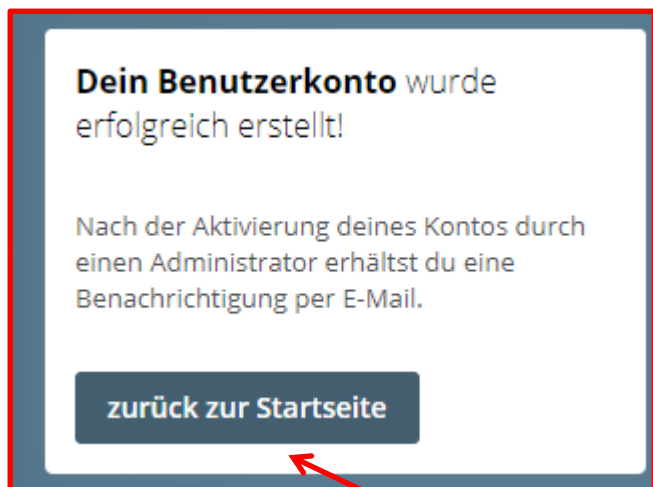 Dein Benutzerkonto wurde
erfolgreich erstellt!
Nach der Aktivierung deines Kontos durch
einen Administrator erhältst du eine
Benachrichtigung per E-Mail.
zurück zur Startseite